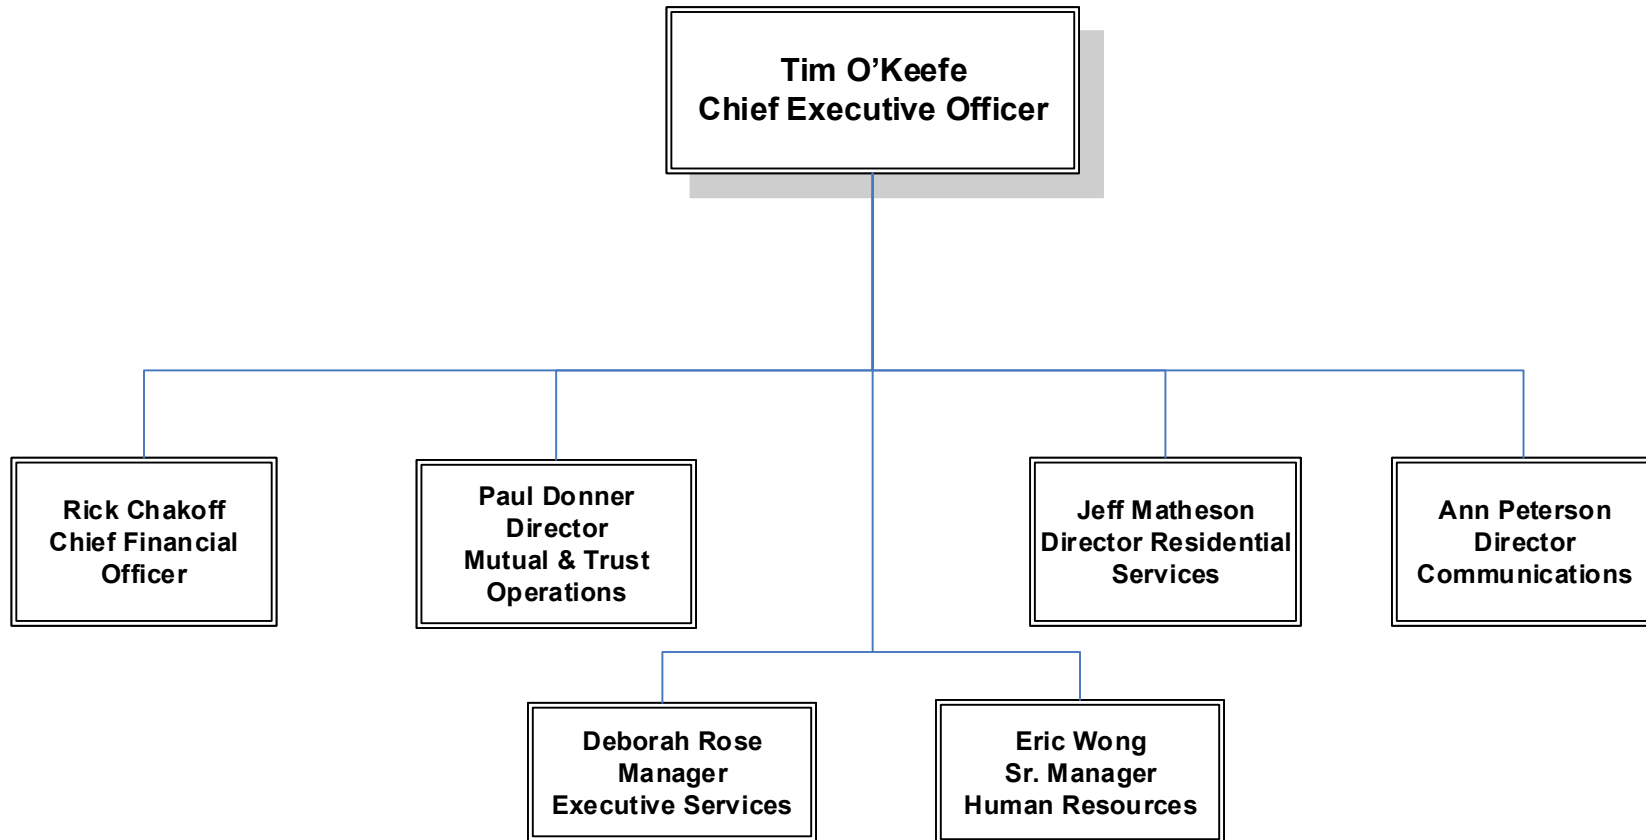 Tim O’Keefe
Chief Executive Officer
Rick Chakoff
Chief Financial
Officer
Paul Donner
Director
Mutual & Trust
Operations
Jeff Matheson
Director Residential
Services
Ann Peterson
Director
Communications
Deborah Rose
Manager
Executive Services
Eric Wong
Sr. Manager
Human Resources